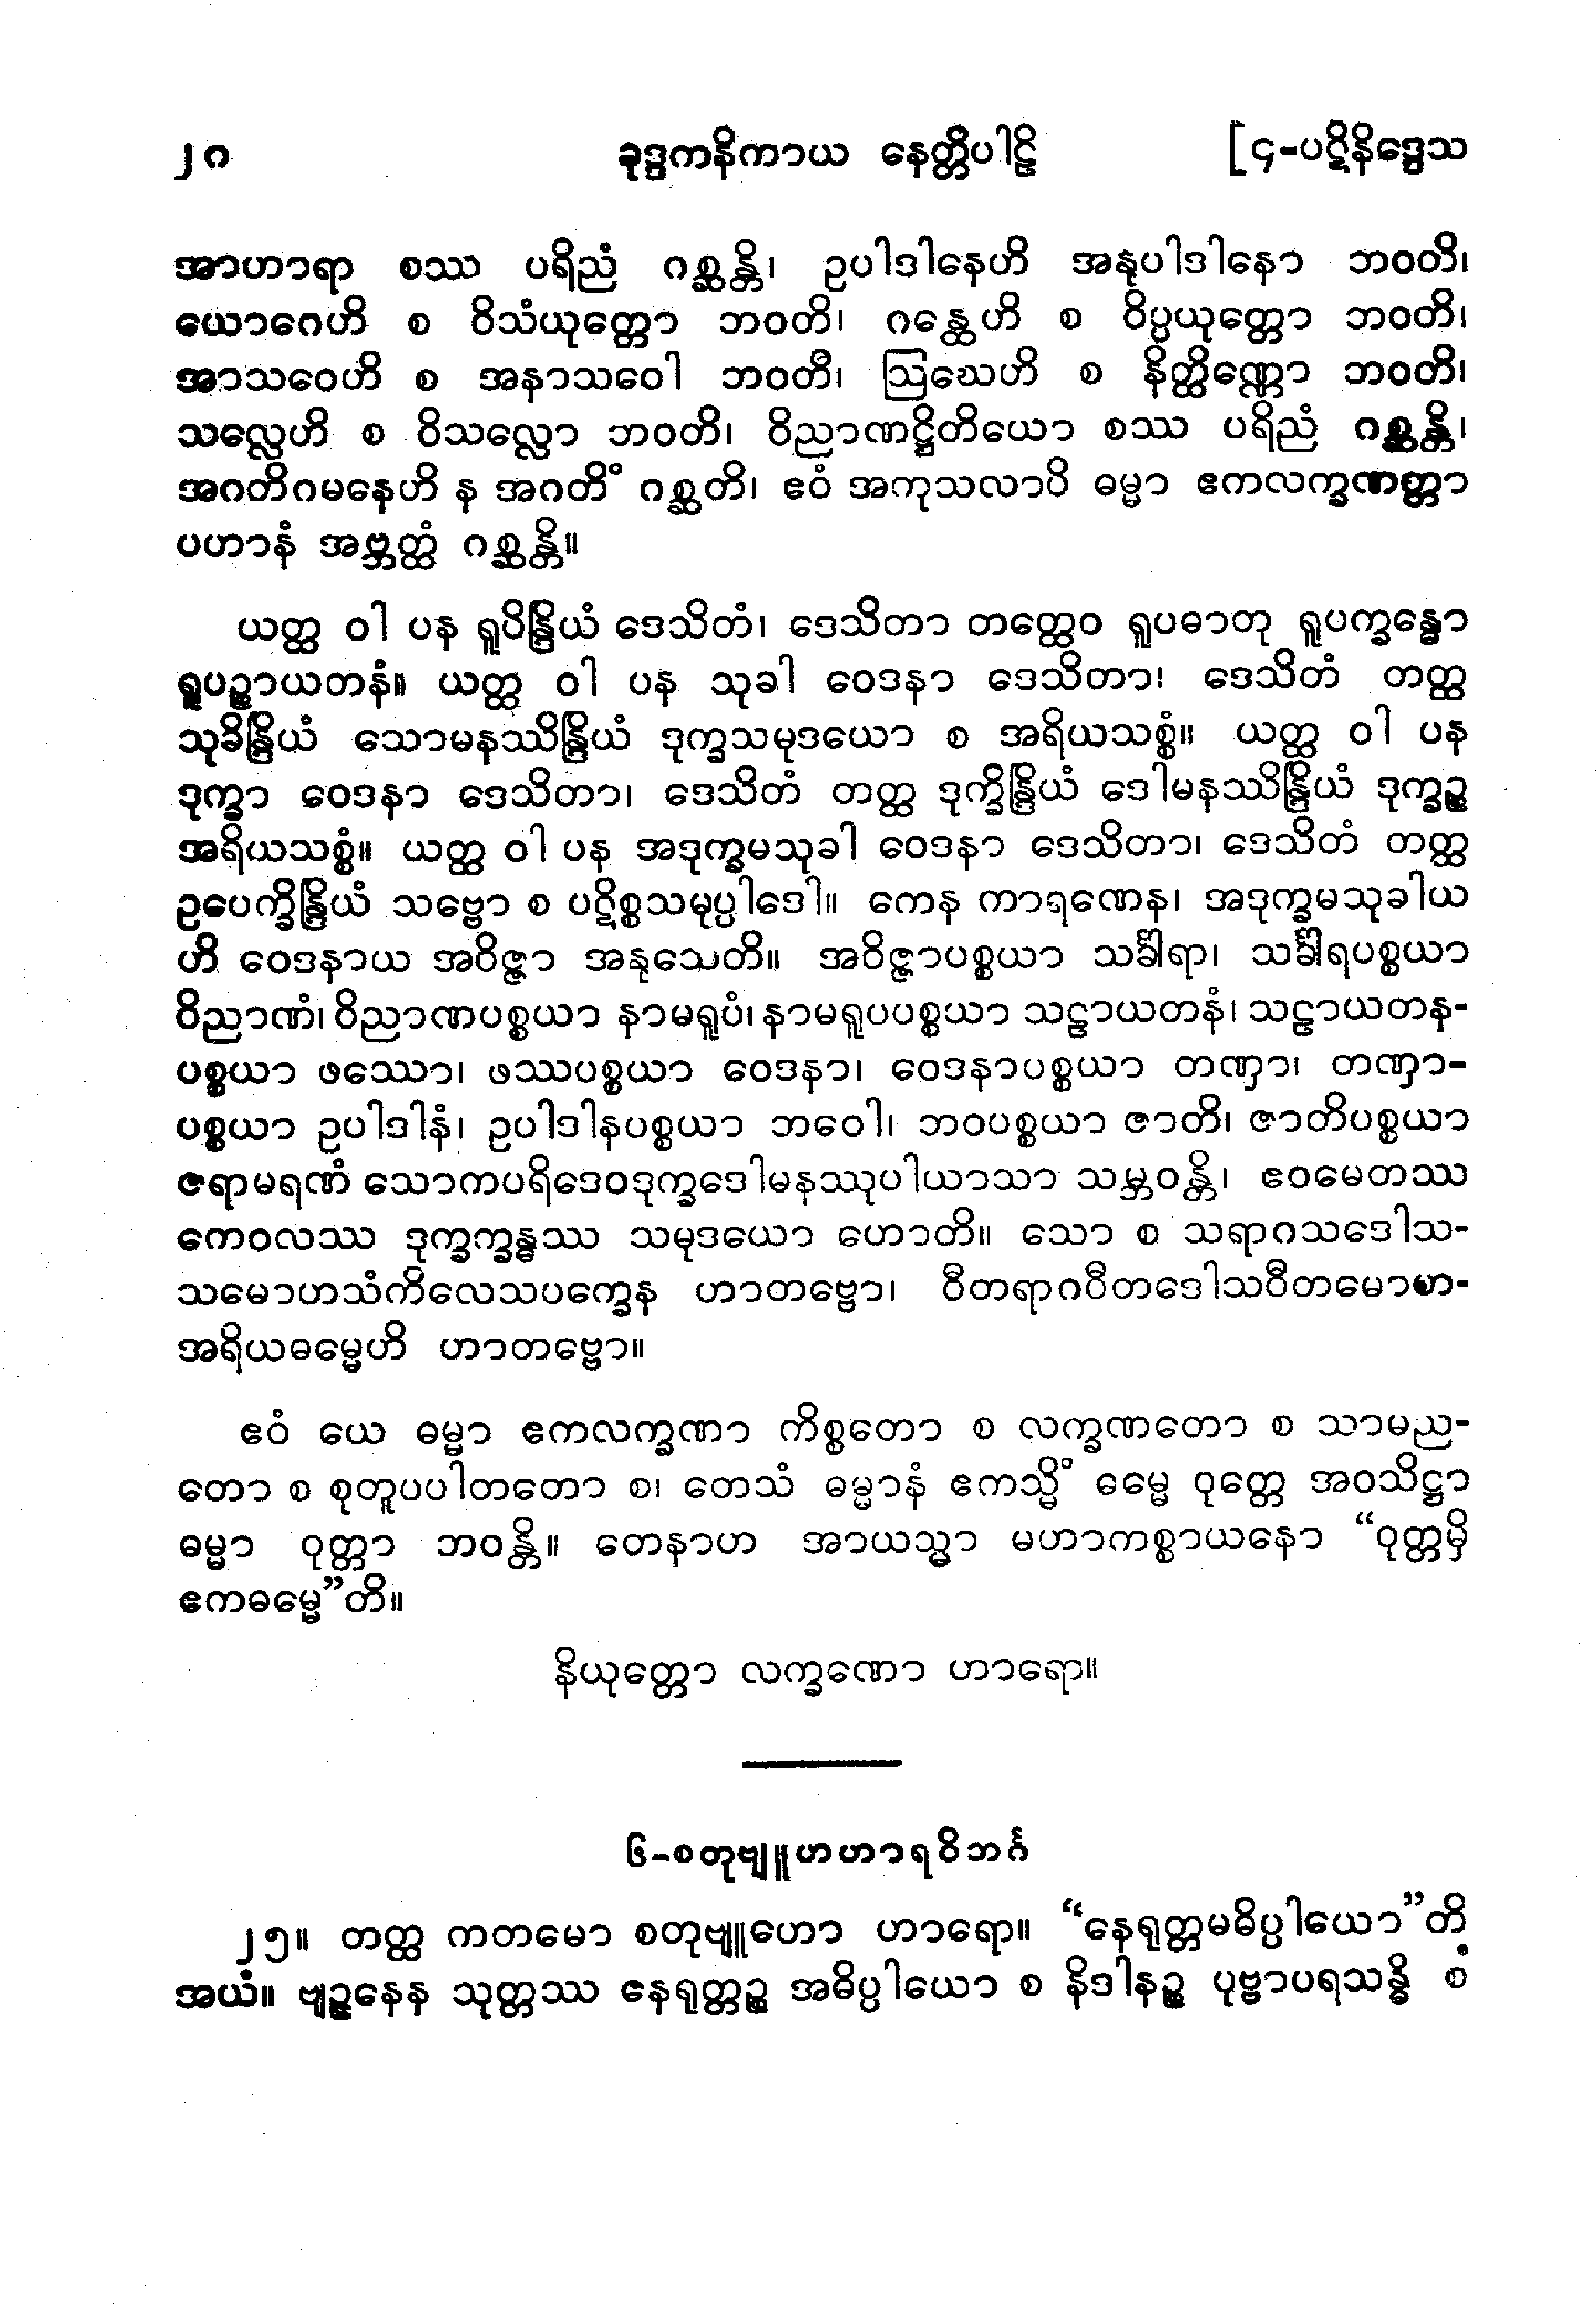 ၂၈ ခုဒ္ဒကနိကာယ နေတ္တိပါဠိ [၄-ပဋိနိဒ္ဒေသ
အာဟာရာ စဿ ပရိညံ ဂစ္ဆန္တိ၊ ဥပါဒါနေဟိ အနုပါဒါနော ဘဝတိ၊
ယောဂေဟိ စ ဝိသံယုတ္တော ဘဝတိ၊ ဂန္ထေဟိ စ ဝိပ္ပယုတ္တော ဘဝတိ၊
အာသဝေဟိ စ အနာသဝေါ ဘဝတိ၊ ဩဃေဟိ စ နိတ္ထိဏ္ဏော ဘဝတိ၊
သလ္လေဟိ စ ဝိသလ္လော ဘဝတိ၊ ဝိညာဏဋ္ဌိတိယော စဿ ပရိညံ ဂစ္ဆန္တိ၊
အဂတိဂမနေဟိ န အဂတိံ ဂစ္ဆတိ၊ ဧဝံ အကုသလာပိ ဓမ္မာ ဧကလက္ခဏတ္တာ
ပဟာနံ အဗ္ဘတ္ထံ ဂစ္ဆန္တိ။
ယတ္ထ ဝါ ပန ရူပိန္ဒြိယံ ဒေသိတံ၊ ဒေသိတာ တတ္ထေဝ ရူပဓာတု ရူပက္ခန္ဓော
ရူပဉ္စာယတနံ။ ယတ္ထ ဝါ ပန သုခါ ဝေဒနာ ဒေသိတာ၊ ဒေသိတံ တတ္ထ
သုခိန္ဒြိယံ သောမနဿိန္ဒြိယံ ဒုက္ခသမုဒယော စ အရိယသစ္စံ။ ယတ္ထ ဝါ ပန
ဒုက္ခာ ဝေဒနာ ဒေသိတာ၊ ဒေသိတံ တတ္ထ ဒုက္ခိန္ဒြိယံ ဒေါမနဿိန္ဒြိယံ ဒုက္ခဉ္စ
အရိယသစ္စံ။ ယတ္ထ ဝါ ပန အဒုက္ခမသုခါ ဝေဒနာ ဒေသိတာ၊ ဒေသိတံ တတ္ထ
ဥပေက္ခိန္ဒြိယံ သဗ္ဗော စ ပဋိစ္စသမုပ္ပါဒေါ။ ကေန ကာရဏေန၊ အဒုက္ခမသုခါယ
ဟိ ဝေဒနာယ အဝိဇ္ဇာ အနုသေတိ။ အဝိဇ္ဇာပစ္စယာ သင်္ခါရာ၊ သင်္ခါရပစ္စယာ
ဝိညာဏံ၊ ဝိညာဏပစ္စယာ နာမရူပံ၊ နာမရူပပစ္စယာ သဠာယတနံ၊ သဠာယတန-
ပစ္စယာ ဖဿော၊ ဖဿပစ္စယာ ဝေဒနာ၊ ဝေဒနာပစ္စယာ တဏှာ၊ တဏှာ-
ပစ္စယာ ဥပါဒါနံ၊ ဥပါဒါနပစ္စယာ ဘဝေါ၊ ဘဝပစ္စယာ ဇာတိ၊ ဇာတိပစ္စယာ
ဇရာမရဏံ သောကပရိဒေဝဒုက္ခဒေါမနဿုပါယာသာ သမ္ဘဝန္တိ၊ ဧဝမေတဿ
ကေဝလဿ ဒုက္ခက္ခန္ဓဿ သမုဒယော ဟောတိ။ သော စ သရာဂသဒေါသ-
သမောဟသံကိလေသပက္ခေန ဟာတဗ္ဗော၊ ဝီတရာဂဝီတဒေါသဝီတမောဟ-
အရိယဓမ္မေဟိ ဟာတဗ္ဗော။
ဧဝံ ယေ ဓမ္မာ ဧကလက္ခဏာ ကိစ္စတော စ လက္ခဏတော စ သာမည-
တော စ စုတူပပါတတော စ၊ တေသံ ဓမ္မာနံ ဧကသ္မိံ ဓမ္မေ ဝုတ္တေ အဝသိဋ္ဌာ
ဓမ္မာ ဝုတ္တာ ဘဝန္တိ။ တေနာဟ အာယသ္မာ မဟာကစ္စာယနော “ဝုတ္တမှိ
ဧကဓမ္မေ”တိ။
နိယုတ္တော လက္ခဏော ဟာရော။
၆-စတုဗျူဟဟာရဝိဘင်္ဂ
၂၅။ တတ္ထ ကတမော စတုဗျူဟော ဟာရော။ “နေရုတ္တမဓိပ္ပါယော”တိ
အယံ။ ဗျဉ္ဇနေန သုတ္တဿ နေရုတ္တဉ္စ အဓိပ္ပါယော စ နိဒါနဉ္စ ပုဗ္ဗာပရသန္ဓိ စ